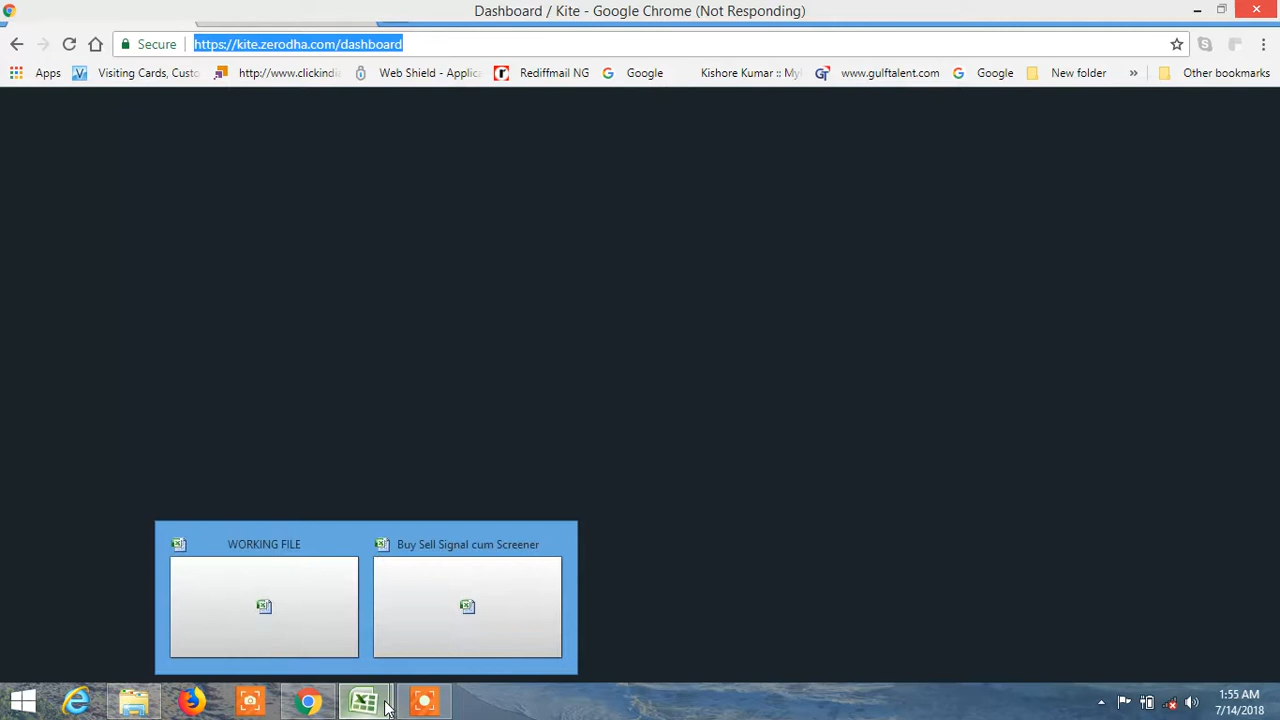 Dashboard / Kite - Google Chrome (Not Responding)
Secure
https://kite.zerodha.com/dashboard
Apps
Visiting Cards, Custo
http://www.clickindi
Web Shield - Applic
Rediffmail NG
Google
Kishore Kumar :: My
www.gulftalent.com
Google
New folder
»
Other bookmarks
WORKING FILE
Buy Sell Signal cum Screener
1:55 AM
7/14/2018